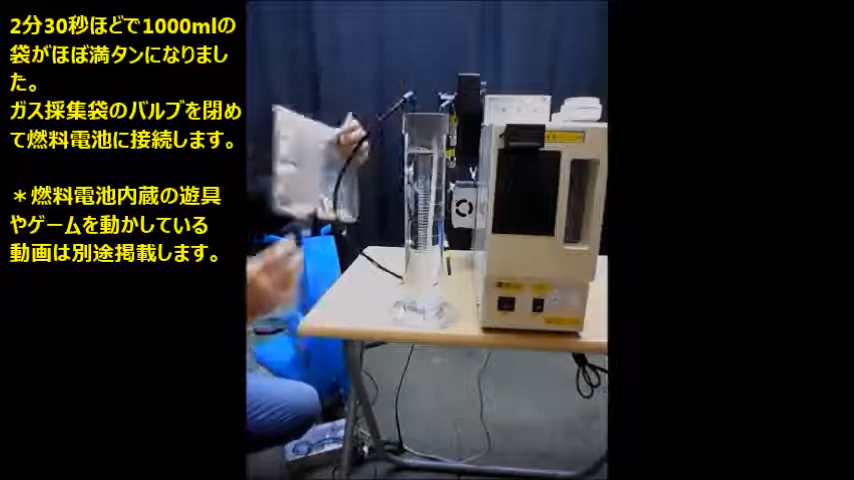 2分30秒ほどで1000mlの
袋がほぼ満タンになりまし
た。
ガス採集袋のバルブを閉め
て燃料電池に接続します。
＊燃料電池内蔵の遊具
やゲームを動かしている
動画は別途掲載します。